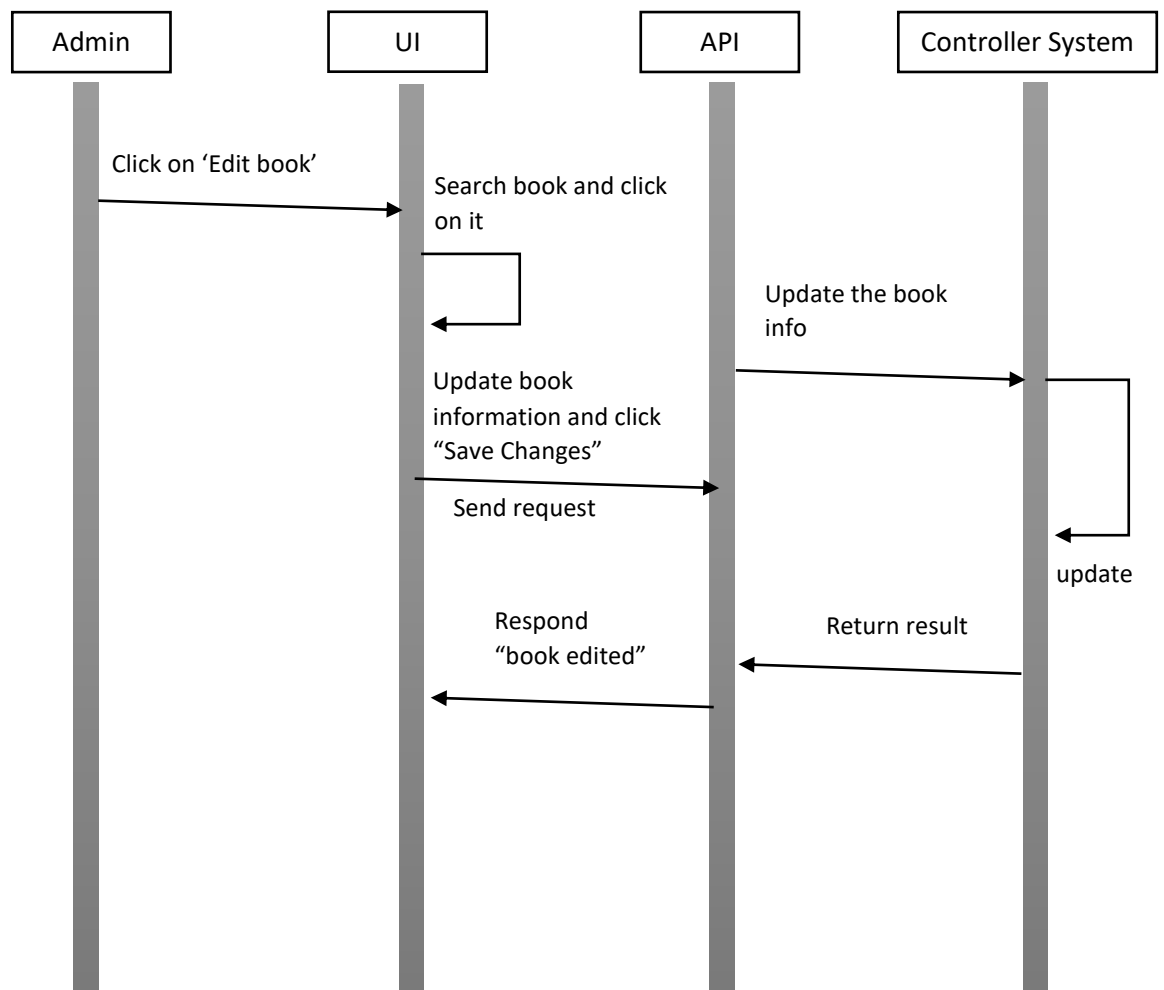 Admin
UI
API
Controller System
Click on ‘Edit book’
Search book and click
on it
Update the book
info
Update book
information and click
“Save Changes”
Send request
update
Respond
“book edited”
Return result